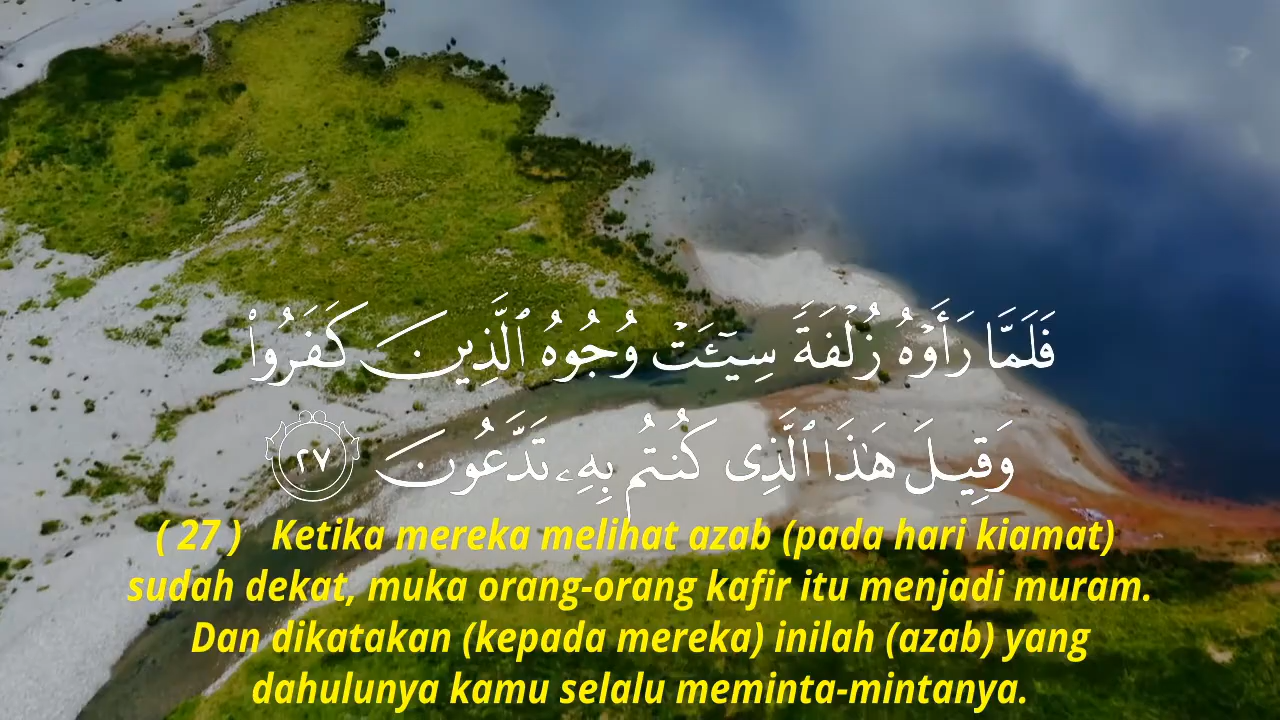 فَلَمَّا رَأَوْهُ زُلْفَةً سِيٓـَٔتْ وُجُوهُ ٱلَّذِينَ كَفَرُوا۟
وَقِيلَ هَٰذَا ٱلَّذِى كُنتُم بِهِۦ تَدَّعُونَ ٢٧
( 27 ) Ketika mereka melihat azab (pada hari kiamat)
sudah dekat, muka orang-orang kafir itu menjadi muram.
Dan dikatakan (kepada mereka) inilah (azab) yang
dahulunya kamu selalu meminta-mintanya.